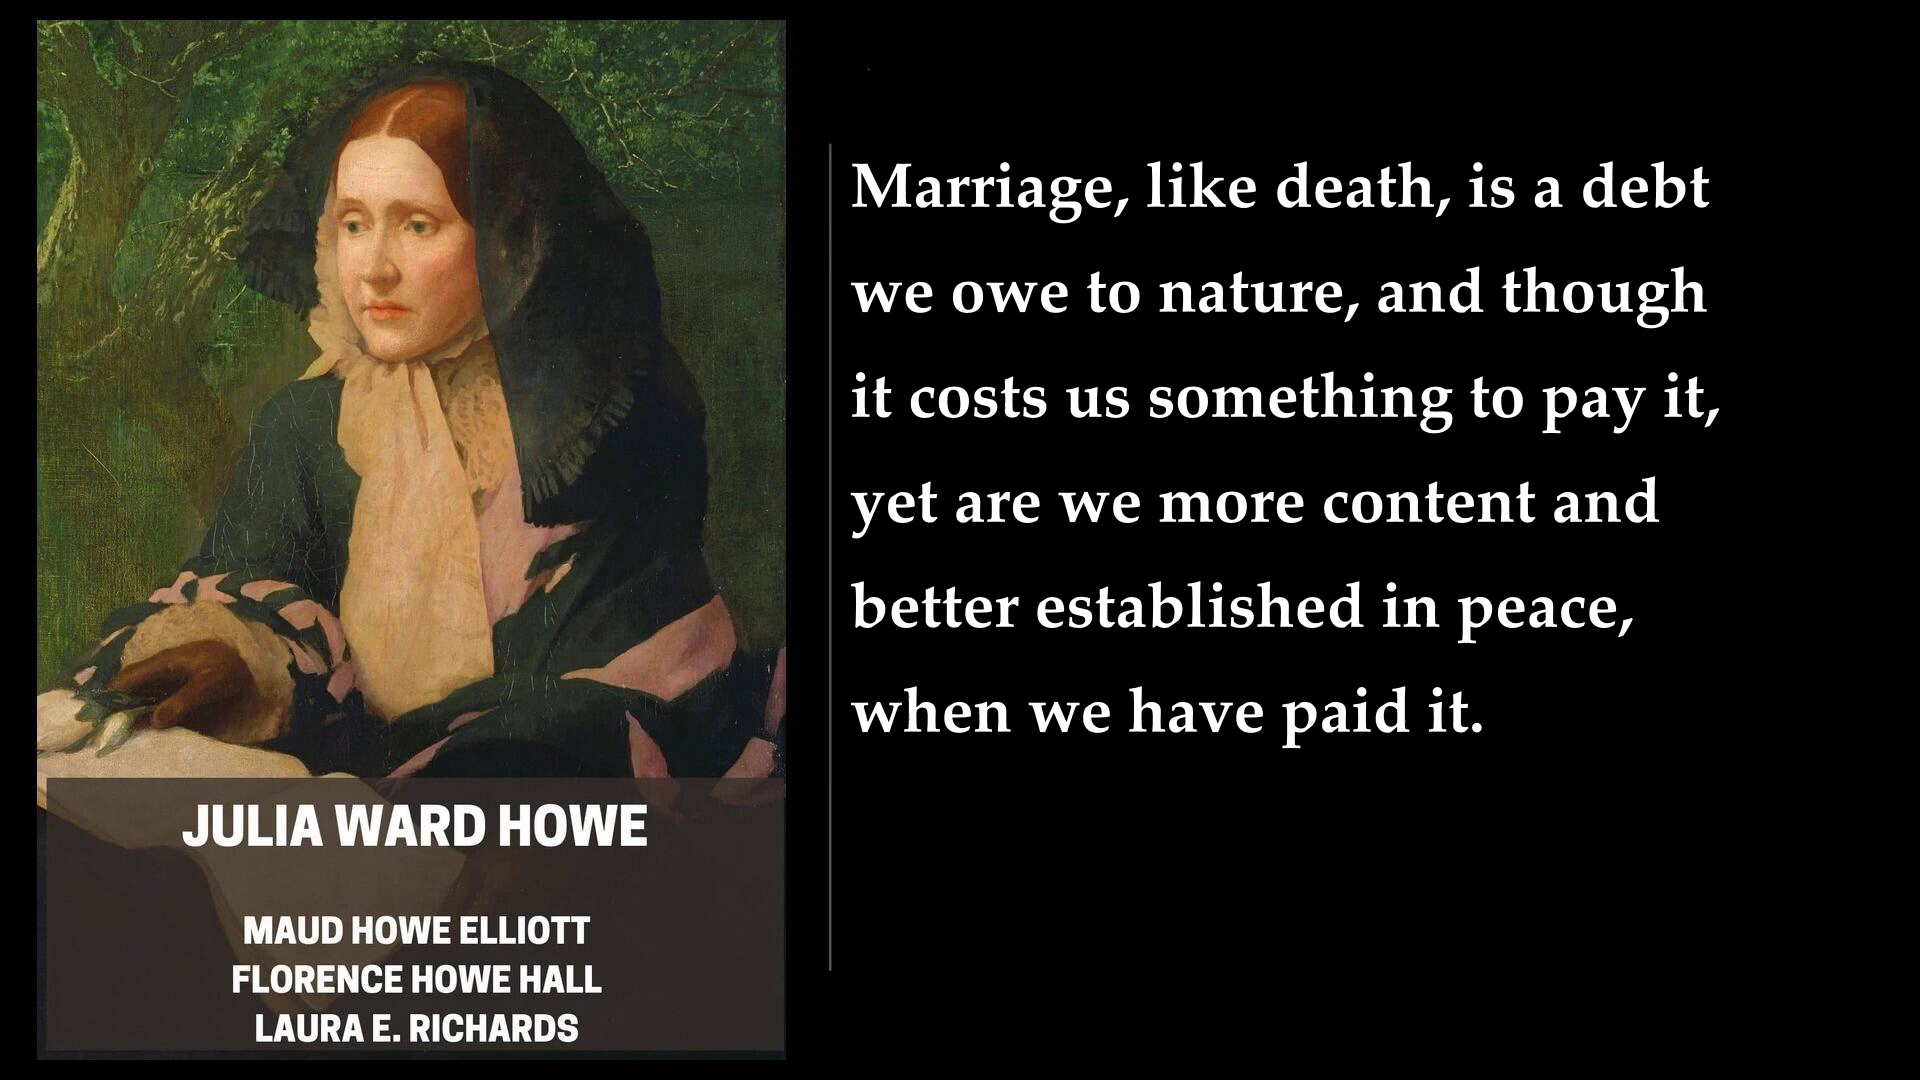 JULIA WARD HOWE
MAUD HOWE ELLIOTT
FLORENCE HOWE HALL
LAURA E. RICHARDS
Marriage, like death, is a debt
we owe to nature, and though
it costs us something to pay it,
yet are we more content and
better established in peace,
when we have paid it.